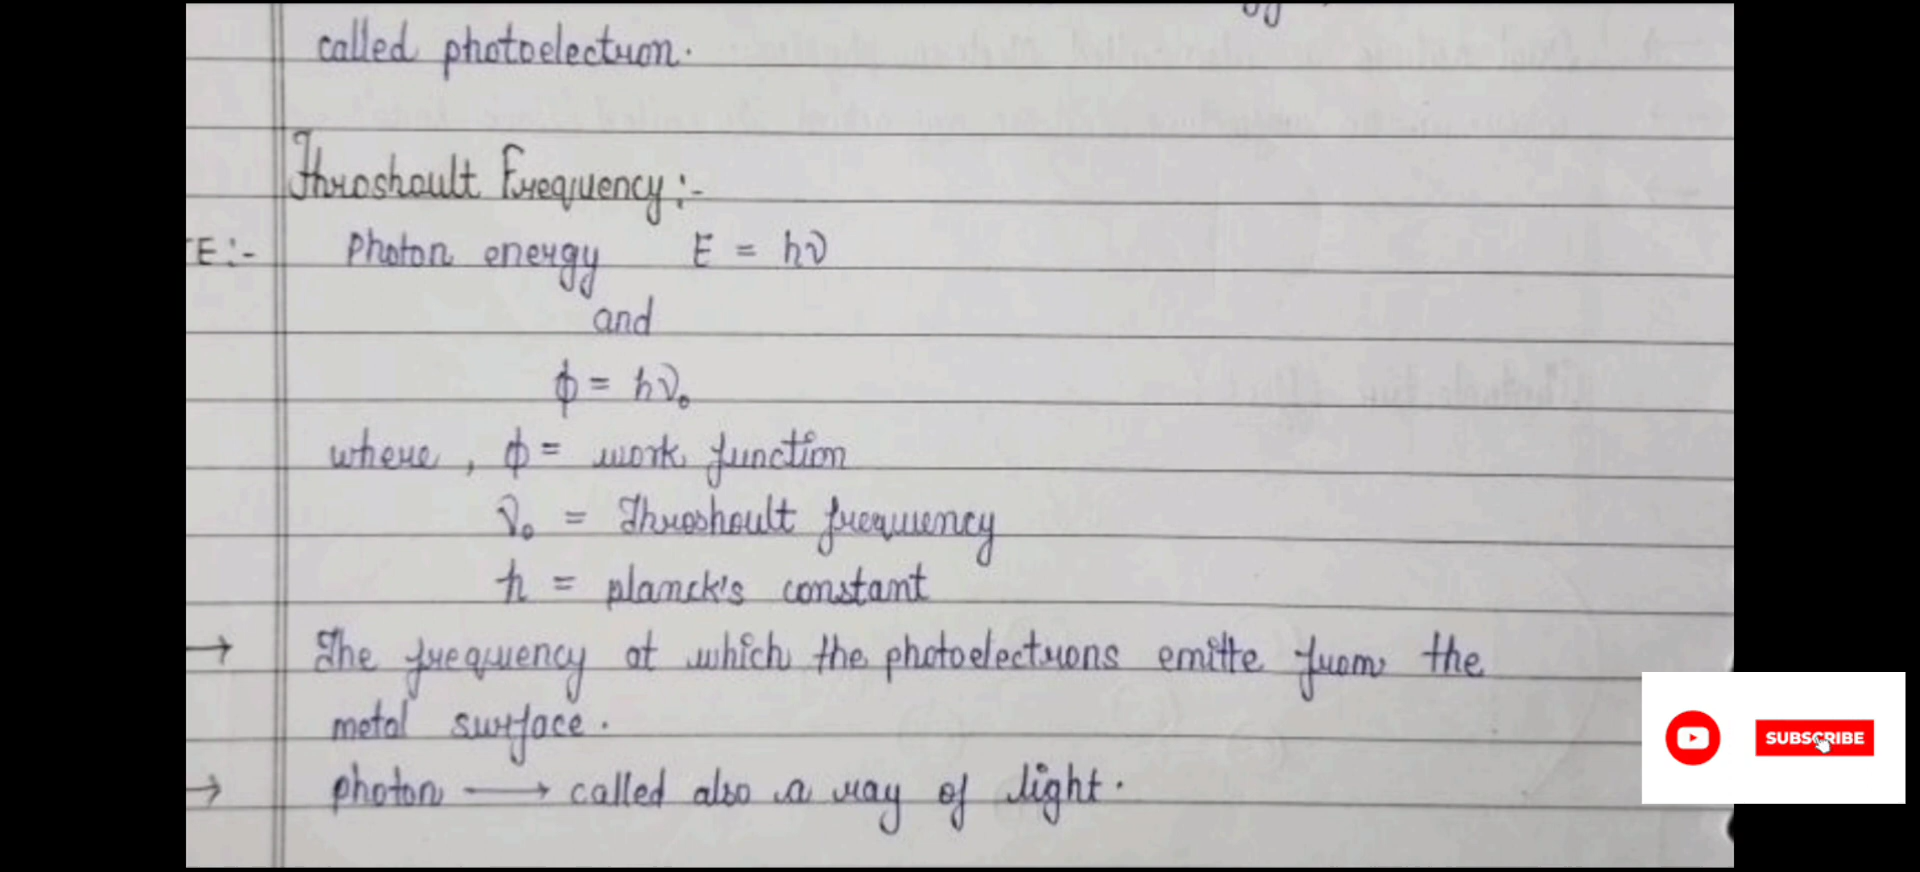 called photoelectron.
Throshoult Frequency :-
E :- Photon energy E = hν
and
ϕ = hν₀
where, ϕ = work function
ν₀ = Throshoult frequency
h = planck's constant
→ The frequency at which the photoelectrons emitte from the
metal surface.
→ photon → called also a ray of light.
SUBSCRIBE